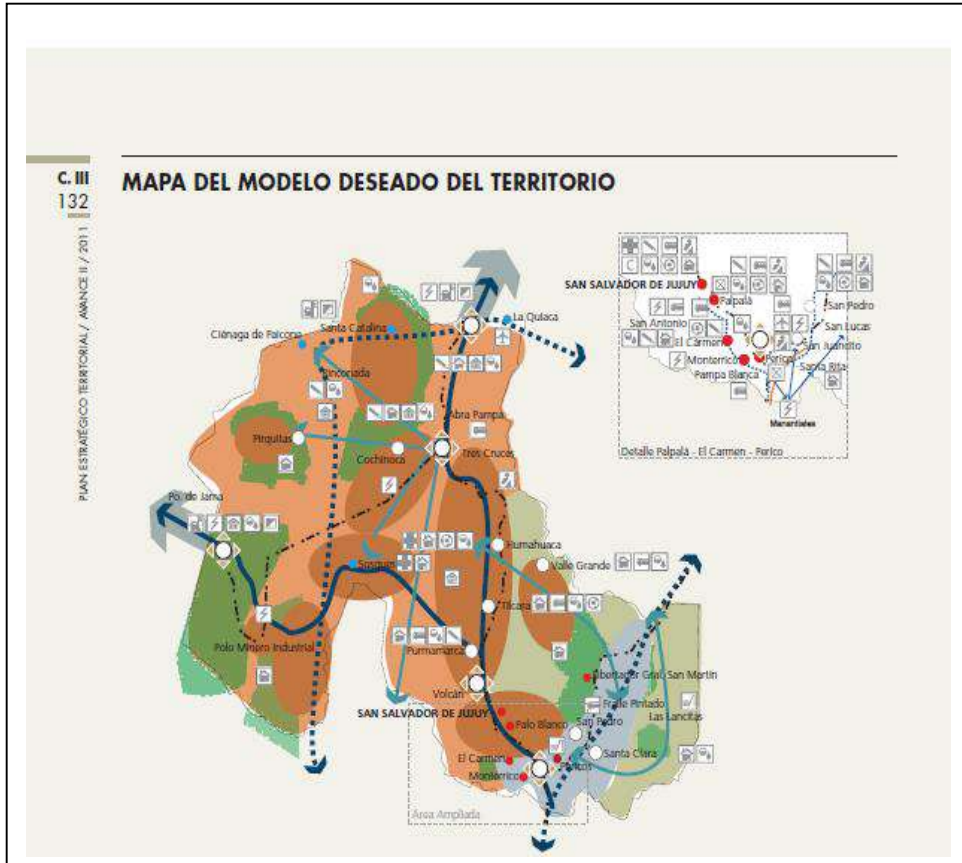 C. III
132
PLAN ESTRATÉGICO TERRITORIAL / AVANCE II / 2011
MAPA DEL MODELO DESEADO DEL TERRITORIO
SAN SALVADOR DE JUJUY
Palpalá
San Pedro
San Antonio
San Lucas
El Carmen
San Juancito
Monterrico
Perico
Santa Rita
Pampa Blanca
Manantiales
Detalle Palpalá - El Carmen - Perico
La Quiaca
Santa Catalina
Ciénaga de Paicone
Rinconada
Abra Pampa
Pirquitas
Cochinoca
Tres Cruces
Po. de Jama
Humahuaca
Susques
Valle Grande
Tilcara
Polo Minero Industrial
Purmamarca
Libertador Gral. San Martín
Volcán
Fraile Pintado
SAN SALVADOR DE JUJUY
Las Lancitas
Palo Blanco
San Pedro
Santa Clara
El Carmen
Pericos
Monterrico
Área Ampliada